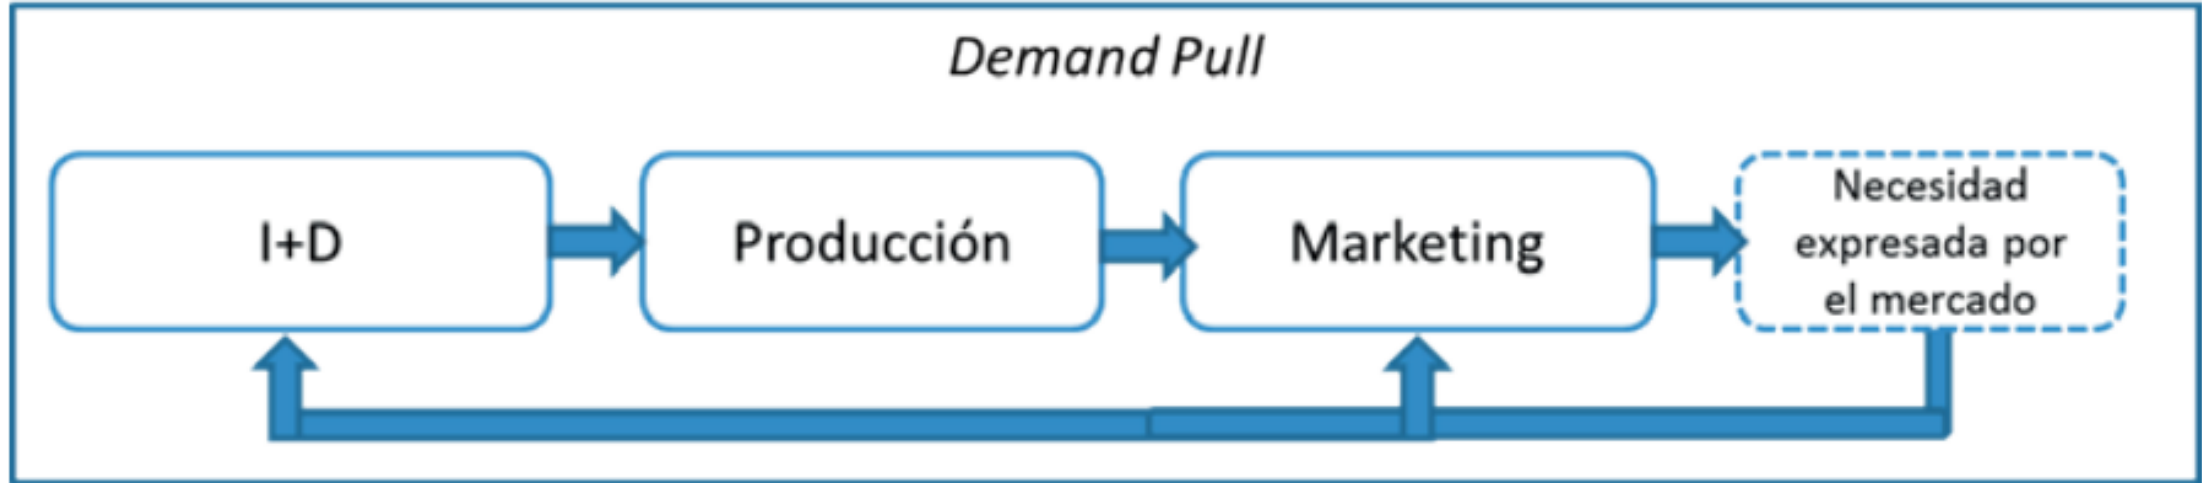 Demand Pull
I+D
Producción
Marketing
Necesidad
expresada por
el mercado